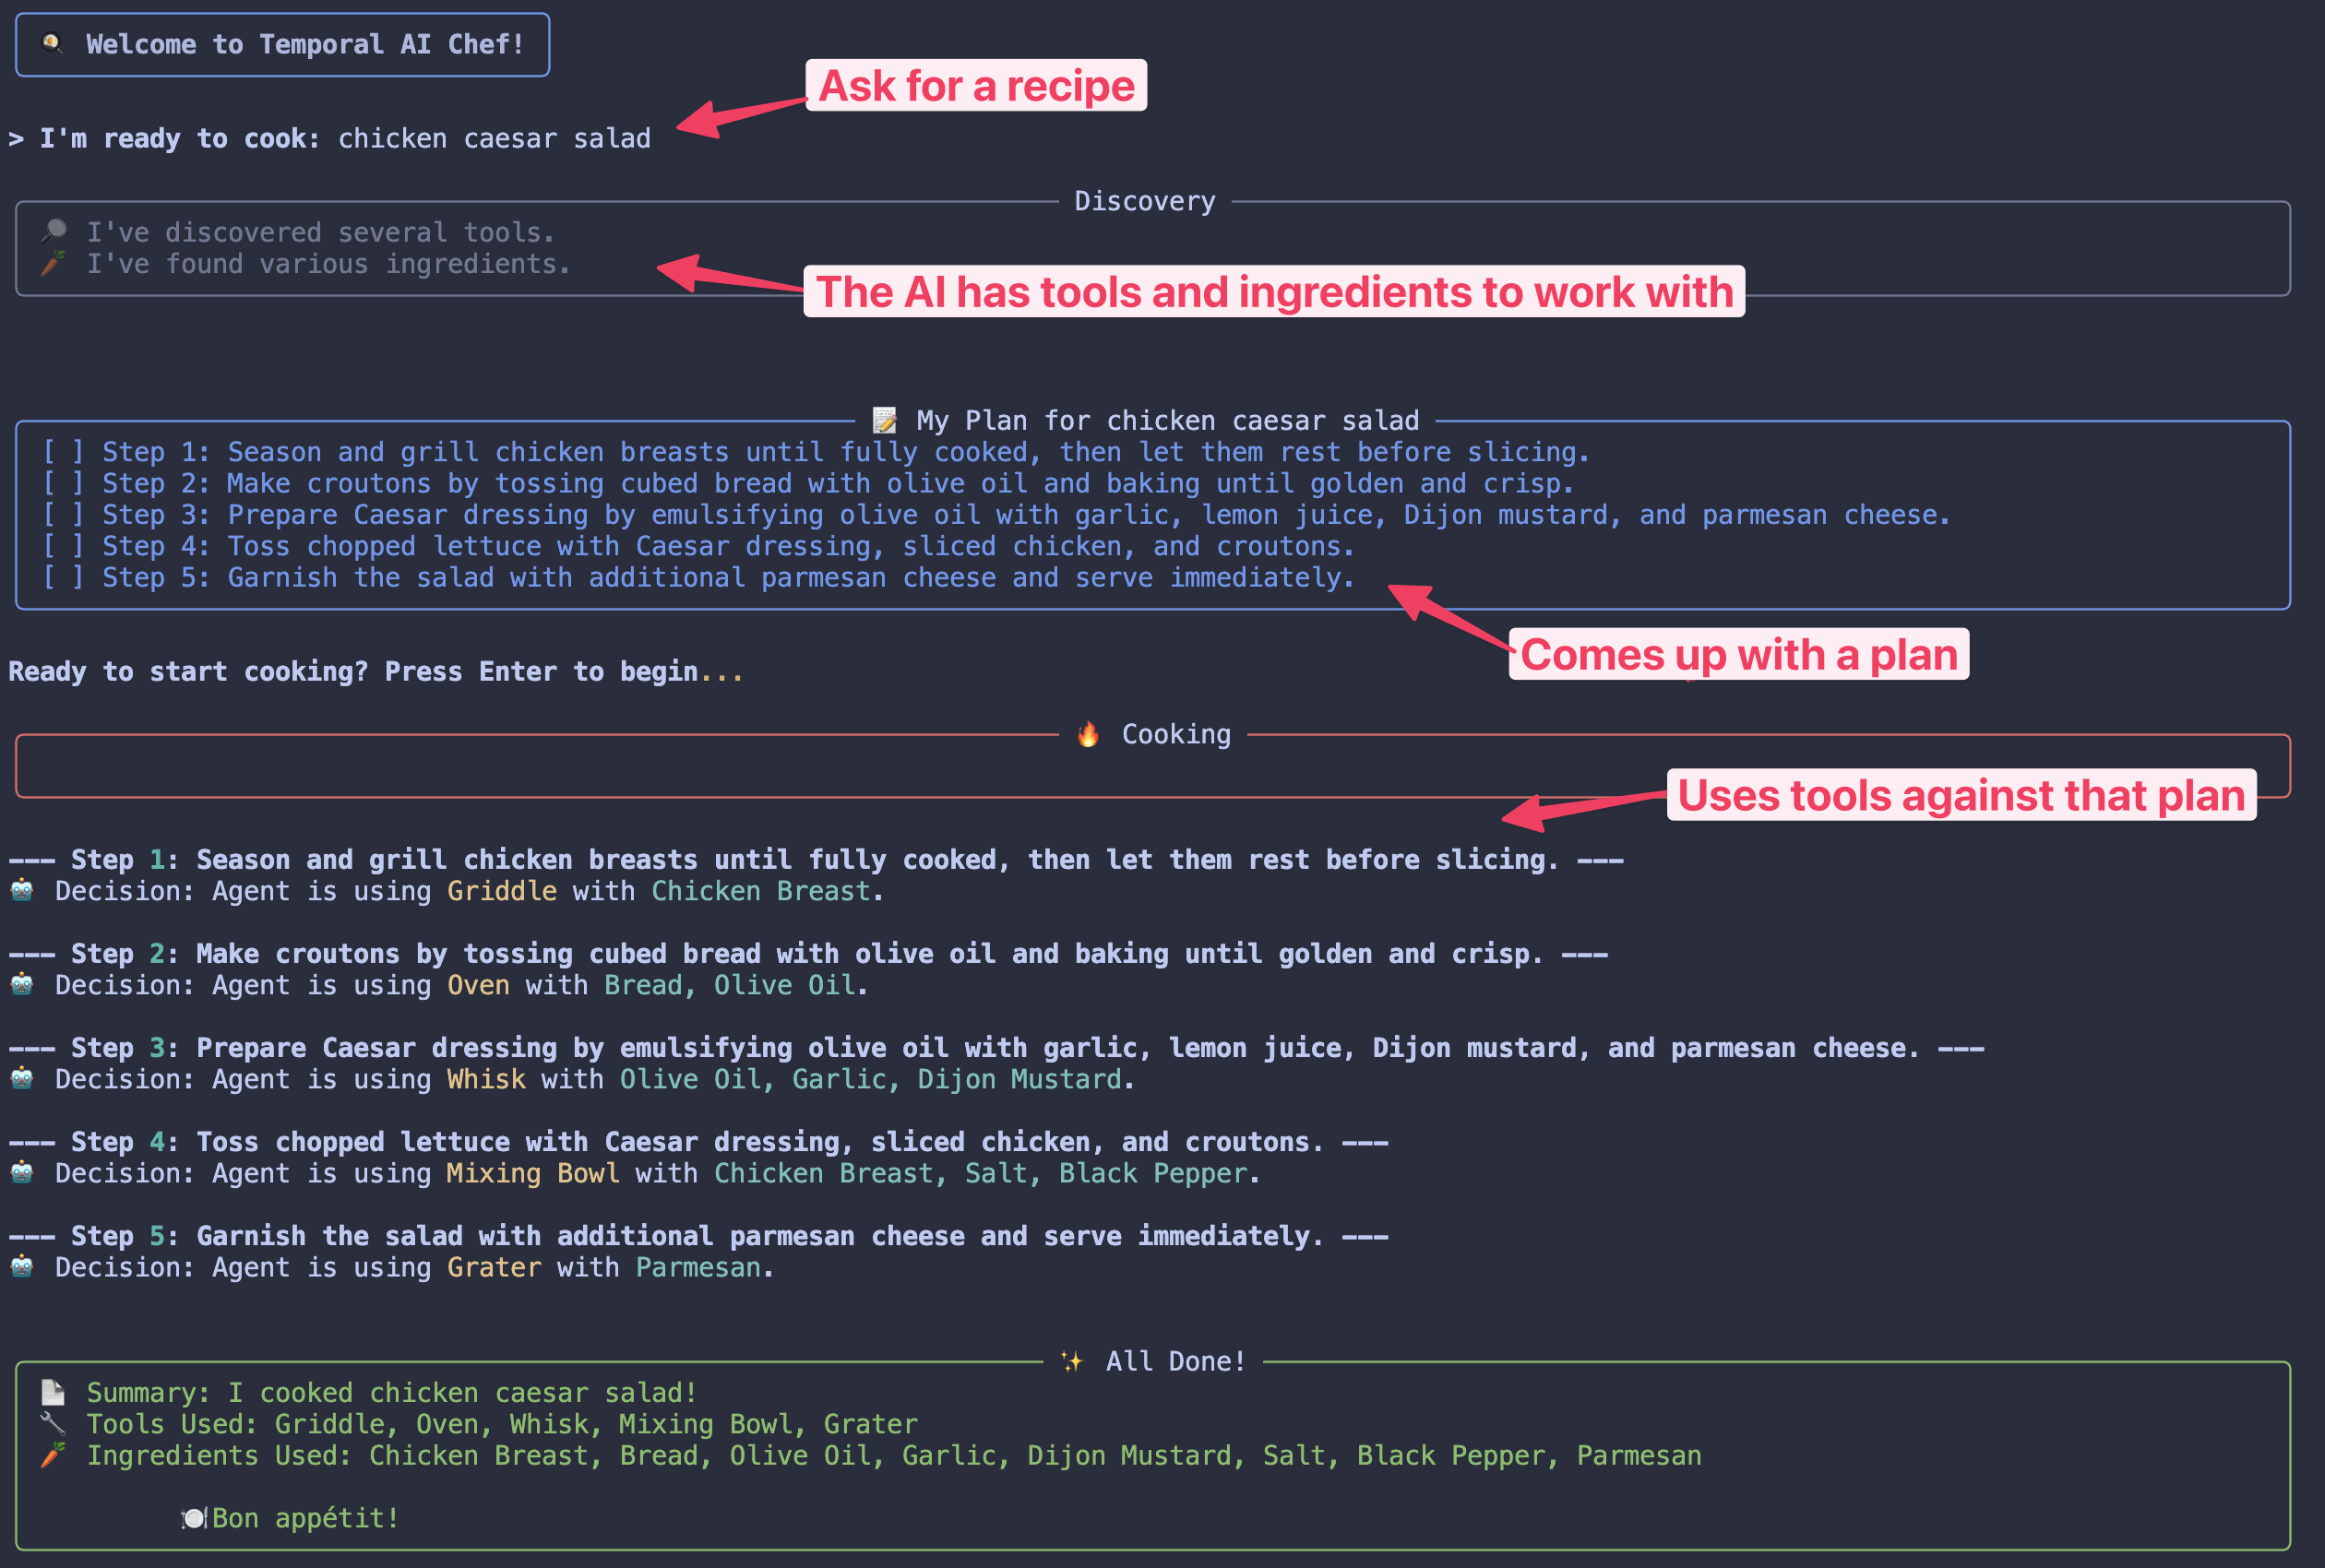 Welcome to Temporal AI Chef!
Ask for a recipe
> I'm ready to cook: chicken caesar salad
Discovery
I've discovered several tools.
I've found various ingredients.
The AI has tools and ingredients to work with
My Plan for chicken caesar salad
[ ] Step 1: Season and grill chicken breasts until fully cooked, then let them rest before slicing.
[ ] Step 2: Make croutons by tossing cubed bread with olive oil and baking until golden and crisp.
[ ] Step 3: Prepare Caesar dressing by emulsifying olive oil with garlic, lemon juice, Dijon mustard, and parmesan cheese.
[ ] Step 4: Toss chopped lettuce with Caesar dressing, sliced chicken, and croutons.
[ ] Step 5: Garnish the salad with additional parmesan cheese and serve immediately.
Comes up with a plan
Ready to start cooking? Press Enter to begin...
Cooking
Uses tools against that plan
--- Step 1: Season and grill chicken breasts until fully cooked, then let them rest before slicing. ---
Decision: Agent is using Griddle with Chicken Breast.
--- Step 2: Make croutons by tossing cubed bread with olive oil and baking until golden and crisp. ---
Decision: Agent is using Oven with Bread, Olive Oil.
--- Step 3: Prepare Caesar dressing by emulsifying olive oil with garlic, lemon juice, Dijon mustard, and parmesan cheese. ---
Decision: Agent is using Whisk with Olive Oil, Garlic, Dijon Mustard.
--- Step 4: Toss chopped lettuce with Caesar dressing, sliced chicken, and croutons. ---
Decision: Agent is using Mixing Bowl with Chicken Breast, Salt, Black Pepper.
--- Step 5: Garnish the salad with additional parmesan cheese and serve immediately. ---
Decision: Agent is using Grater with Parmesan.
All Done!
Summary: I cooked chicken caesar salad!
Tools Used: Griddle, Oven, Whisk, Mixing Bowl, Grater
Ingredients Used: Chicken Breast, Bread, Olive Oil, Garlic, Dijon Mustard, Salt, Black Pepper, Parmesan
Bon appétit!